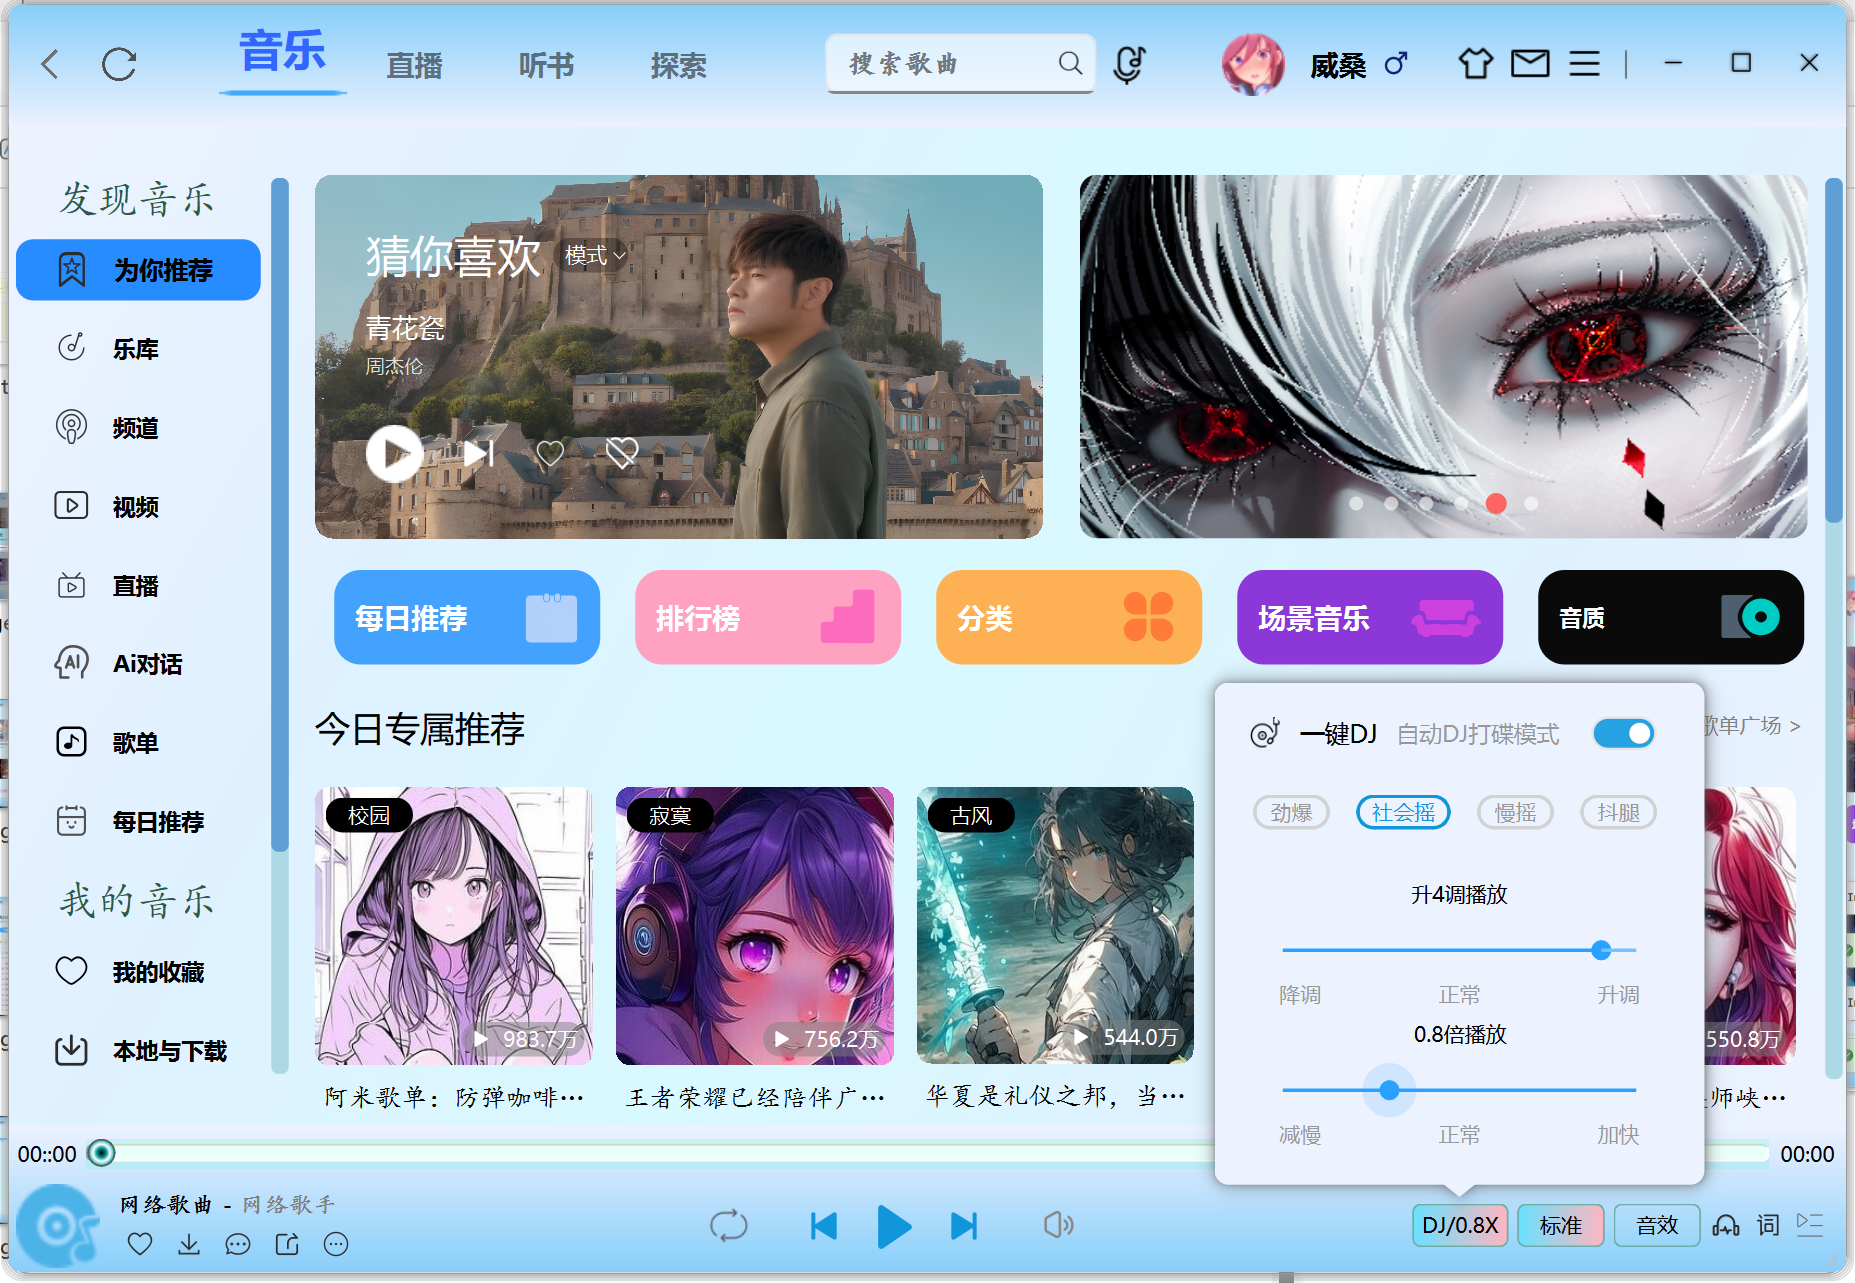 音乐 直播 听书 探索 搜索歌曲 威桑
发现音乐
为你推荐
乐库
频道
视频
直播
Ai对话
歌单
每日推荐
我的音乐
我的收藏
本地与下载
猜你喜欢 模式
青花瓷
周杰伦
每日推荐 排行榜 分类 场景音乐 音质
今日专属推荐 歌单广场 >
校园 寂寞 古风
983.7万 756.2万 544.0万 550.8万
阿米歌单：防弹咖啡… 王者荣耀已经陪伴广… 华夏是礼仪之邦，当… 师峡…
一键DJ 自动DJ打碟模式
劲爆 社会摇 慢摇 抖腿
升4调播放
降调 正常 升调
0.8倍播放
减慢 正常 加快
00::00 00:00
网络歌曲 - 网络歌手
DJ/0.8X 标准 音效 词